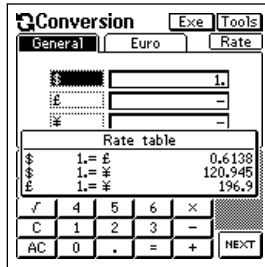 Conversion Exe Tools
General Euro Rate
$ 1.
£ –
¥ –
Rate table
$ 1.= £ 0.6138
$ 1.= ¥ 120.945
£ 1.= ¥ 196.9
√ 4 5 6 ×
C 1 2 3 −
AC 0 . = +
NEXT